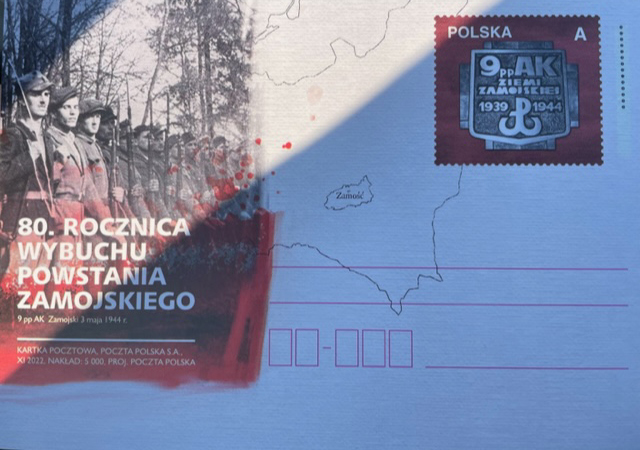 POLSKA A
9 pp AK
ZIEMI
ZAMOJSKIEJ
1939 1944
Zamość
80. ROCZNICA
WYBUCHU
POWSTANIA
ZAMOJSKIEGO
9 pp AK Zamojski 3 maja 1944 r.
KARTKA POCZTOWA, POCZTA POLSKA S.A.,
XI 2022, NAKŁAD: 5 000, PROJ. POCZTA POLSKA